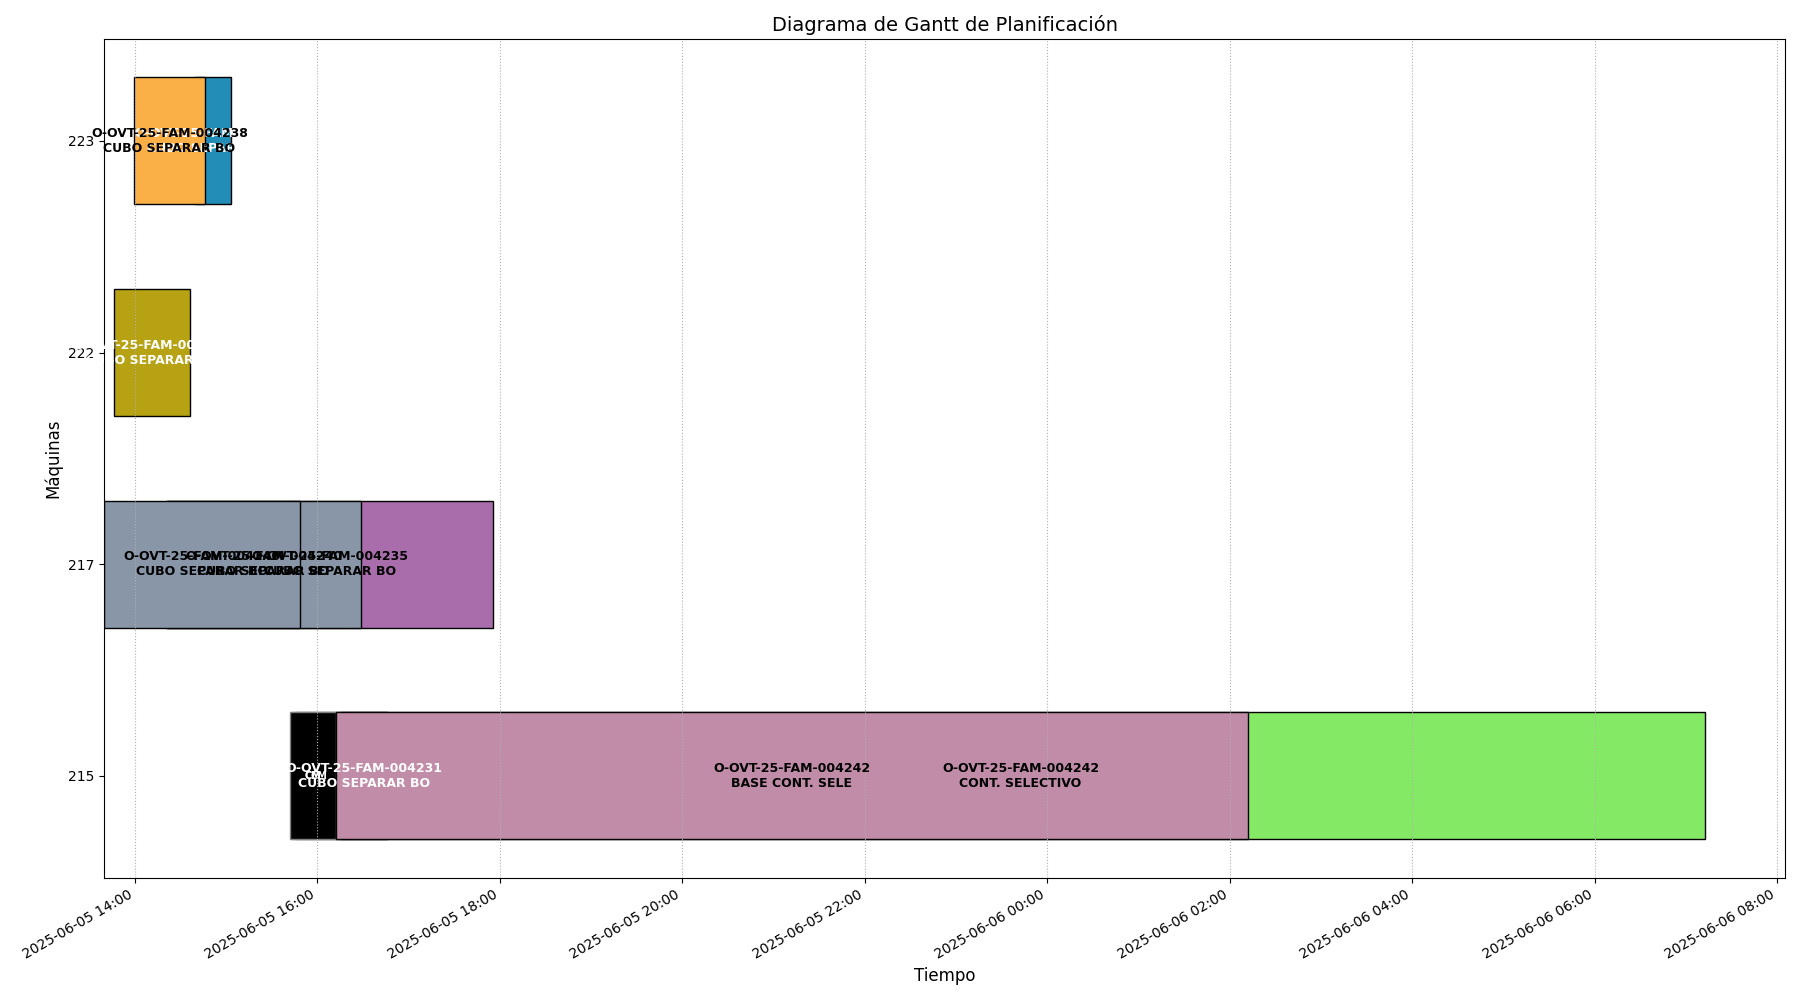 Diagrama de Gantt de Planificación
Máquinas
223
O-OVT-25-FAM-004238
CUBO SEPARAR BO
222
SEPARAR
217
O-OVT-25-FAM-004235
CUBO SEPARAR BO
215
O-OVT-25-FAM-004231
CUBO SEPARAR BO
O-OVT-25-FAM-004242
BASE CONT. SELE
O-OVT-25-FAM-004242
CONT. SELECTIVO
2025-06-05 14:00
2025-06-05 16:00
2025-06-05 18:00
2025-06-05 20:00
2025-06-05 22:00
2025-06-06 00:00
2025-06-06 02:00
2025-06-06 04:00
2025-06-06 06:00
2025-06-06 08:00
Tiempo